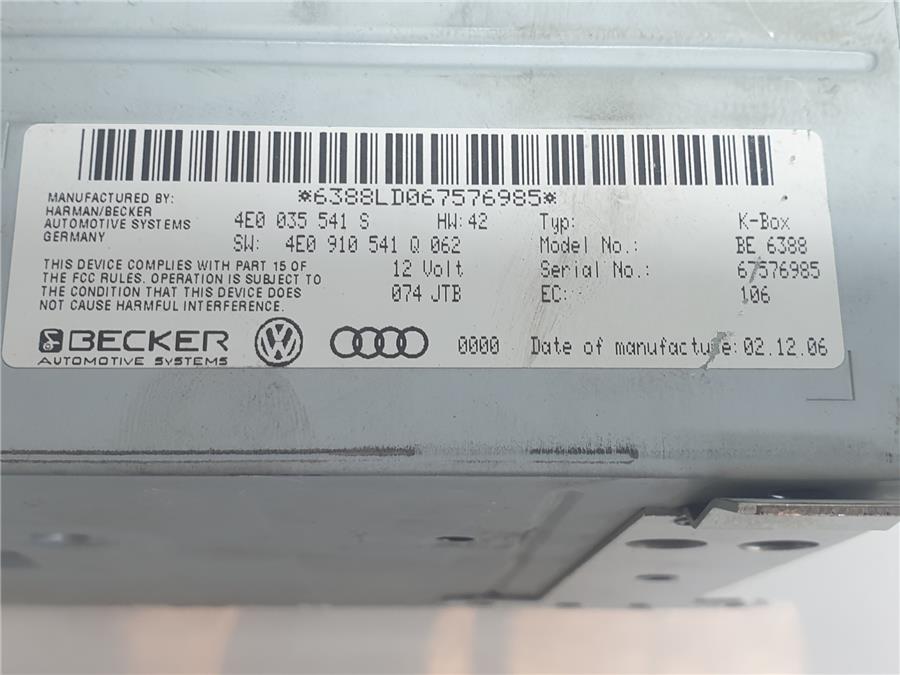 *6388LD067576985*
MANUFACTURED BY:
HARMAN/BECKER
AUTOMOTIVE SYSTEMS
GERMANY
4E0 035 541 S HW: 42 Typ: K-Box
SW: 4E0 910 541 Q 062 Model No.: BE 6388
12 Volt Serial No.: 67576985
074 JTB EC: 106
THIS DEVICE COMPLIES WITH PART 15 OF
THE FCC RULES. OPERATION IS SUBJECT TO
THE CONDITION THAT THIS DEVICE DOES
NOT CAUSE HARMFUL INTERFERENCE.
BECKER
AUTOMOTIVE SYSTEMS
VW
0000 Date of manufacture: 02.12.06